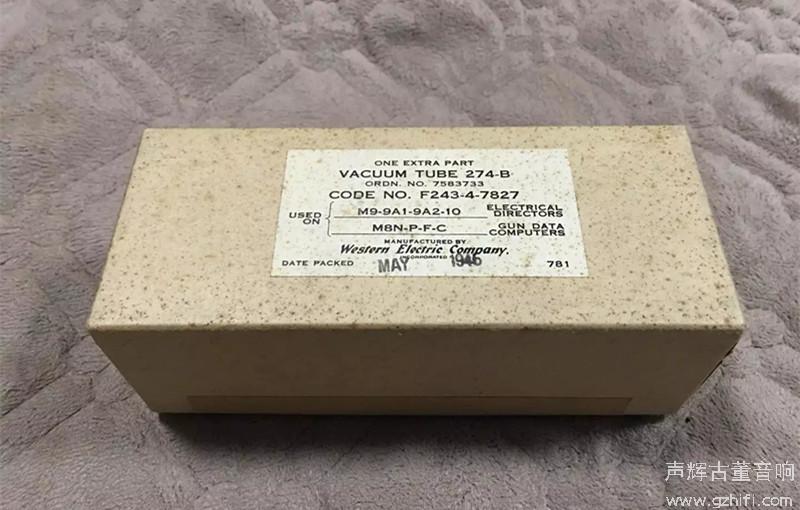 ONE EXTRA PART
VACUUM TUBE 274-B
ORDN. NO. 7583733
CODE NO. F243-4-7827
USED ON { M9-9A1-9A2-10 ELECTRICAL DIRECTORS
M8N-P-F-C GUN DATA COMPUTERS
MANUFACTURED BY
Western Electric Company,
INCORPORATED
DATE PACKED MAY 1945 781
声辉古董音响
www.gzhifi.com